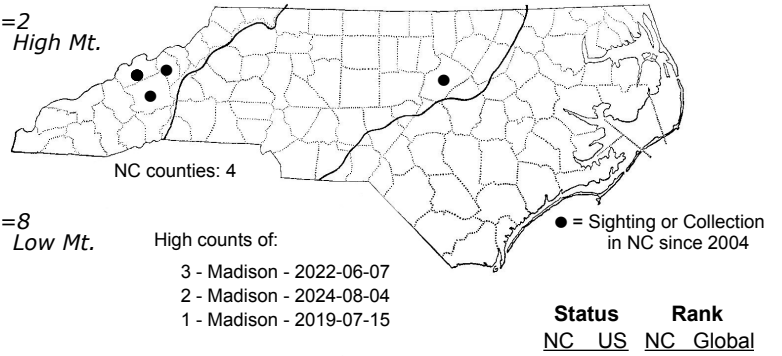 =2
High Mt.
NC counties: 4
=8
Low Mt.
● = Sighting or Collection
in NC since 2004
High counts of:
3 - Madison - 2022-06-07
2 - Madison - 2024-08-04
1 - Madison - 2019-07-15
Status Rank
NC US NC Global